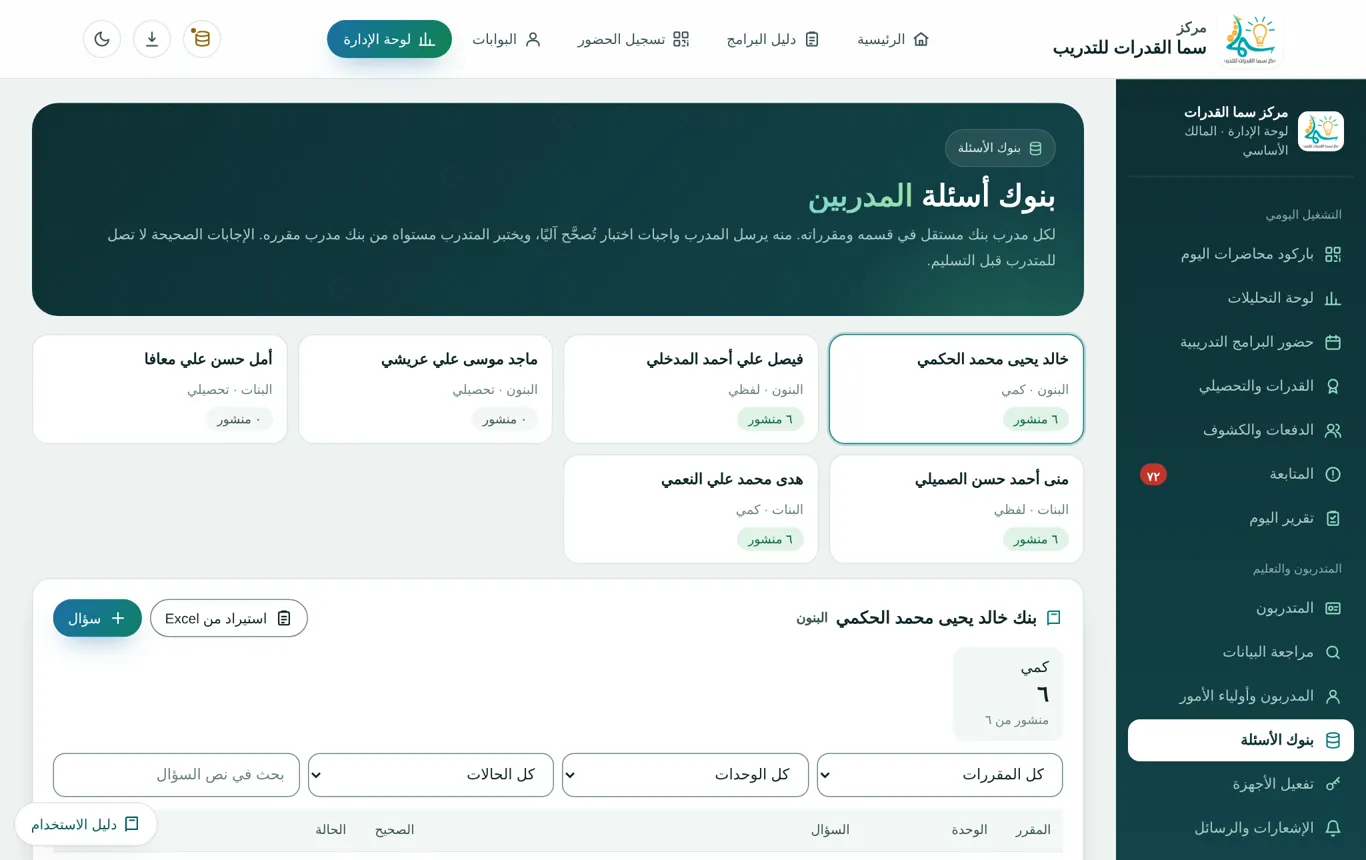 مركز
سما القدرات للتدريب
الرئيسية
دليل البرامج
تسجيل الحضور
البوابات
لوحة الإدارة
مركز سما القدرات
لوحة الإدارة · المالك
الأساسي
التشغيل اليومي
باركود محاضرات اليوم
لوحة التحليلات
حضور البرامج التدريبية
القدرات والتحصيلي
الدفعات والكشوف
المتابعة
٧٢
تقرير اليوم
المتدربون والتعليم
المتدربون
مراجعة البيانات
المدربون وأولياء الأمور
بنوك الأسئلة
تفعيل الأجهزة
الإشعارات والرسائل
بنوك الأسئلة
بنوك أسئلة المدربين
لكل مدرب بنك مستقل في قسمه ومقرراته. منه يرسل المدرب واجبات اختبار تُصحَّح آليًا، ويختبر المتدرب مستواه من بنك مدرب مقرره. الإجابات الصحيحة لا تصل
للمتدرب قبل التسليم.
خالد يحيى محمد الحكمي
البنون · كمي
٦ منشور
فيصل علي أحمد المدخلي
البنون · لفظي
٦ منشور
ماجد موسى علي عريشي
البنون · تحصيلي
٠ منشور
أمل حسن علي معافا
البنات · تحصيلي
٠ منشور
منى أحمد حسن الصميلي
البنات · لفظي
٦ منشور
هدى محمد علي النعمي
البنات · كمي
٦ منشور
بنك خالد يحيى محمد الحكمي البنون
استيراد من Excel
سؤال
كمي
٦
منشور من ٦
كل المقررات
كل الوحدات
كل الحالات
بحث في نص السؤال
المقرر
الوحدة
السؤال
الصحيح
الحالة
دليل الاستخدام